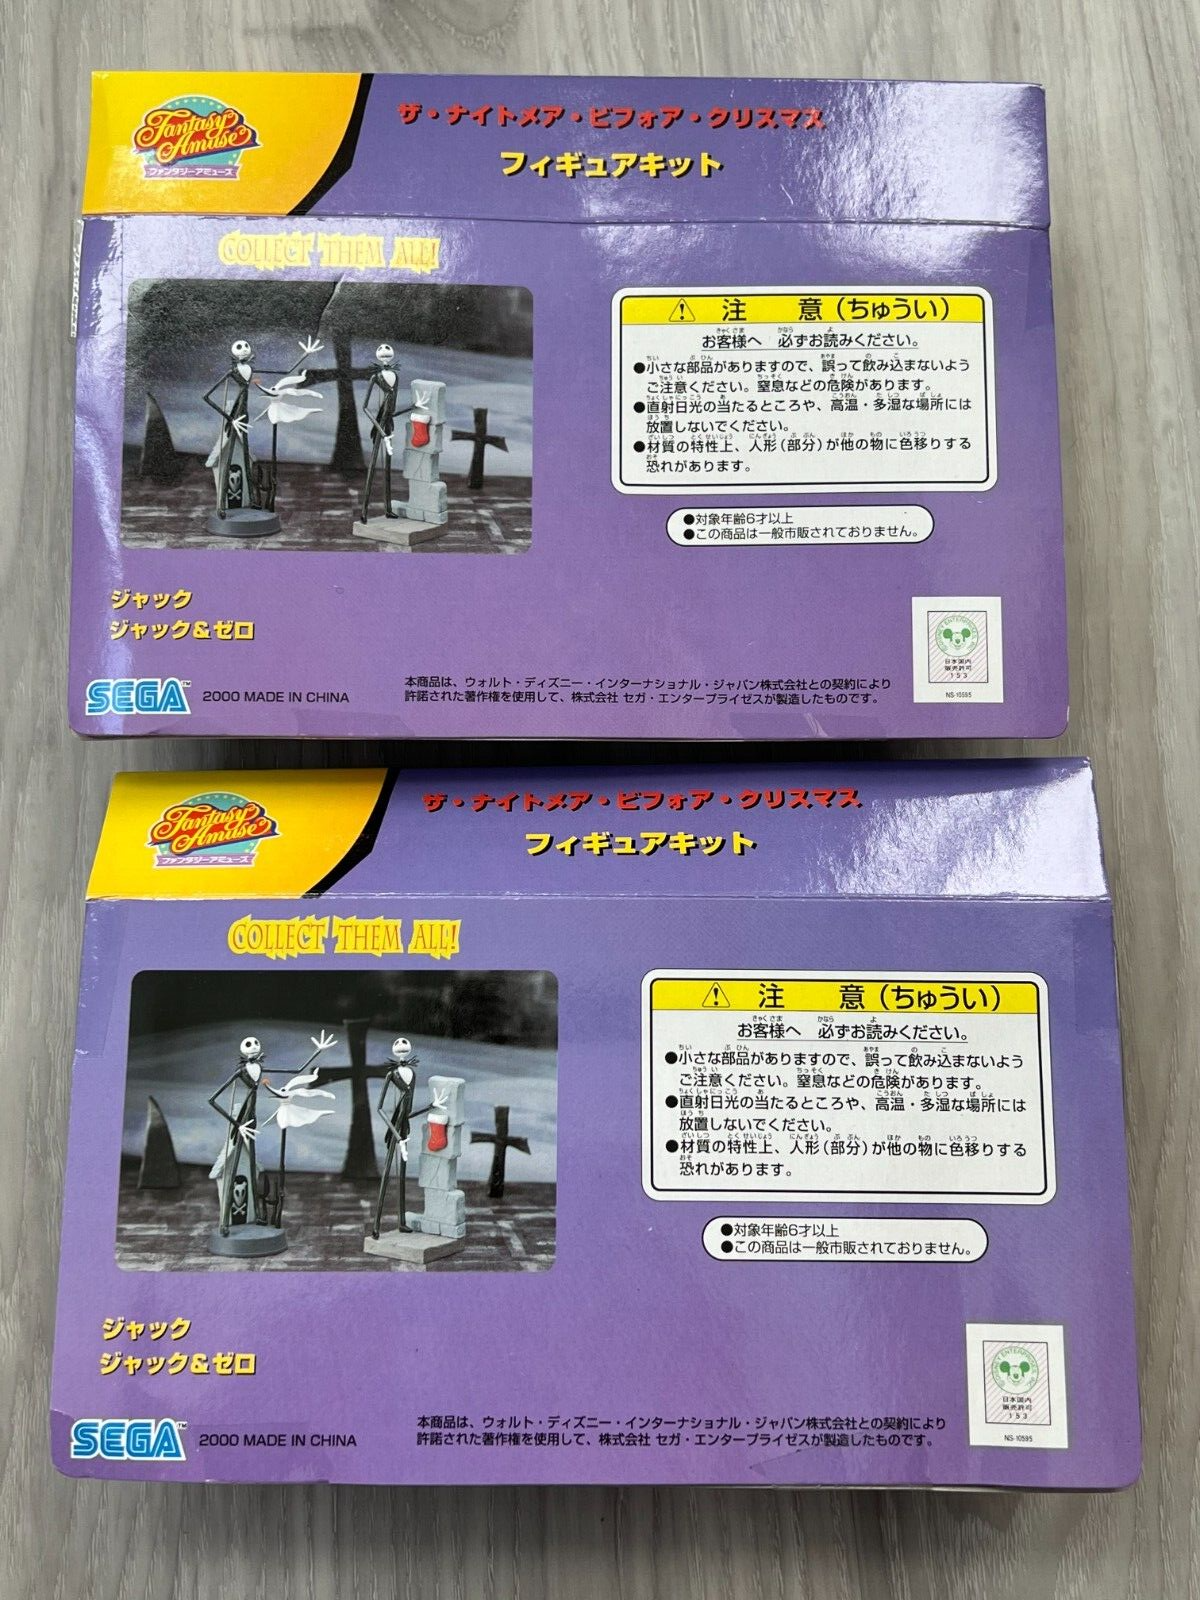 Fantasy
Amuse
ファンタジーアミューズ
ザ・ナイトメア・ビフォア・クリスマス
フィギュアキット
COLLECT THEM ALL!
注 意(ちゅうい)
お客様へ 必ずお読みください。
●小さな部品がありますので、誤って飲み込まないよう
ご注意ください。窒息などの危険があります。
●直射日光の当たるところや、高温・多湿な場所には
放置しないでください。
●材質の特性上、人形(部分)が他の物に色移りする
恐れがあります。
●対象年齢6才以上
●この商品は一般市販されておりません。
ジャック
ジャック&ゼロ
日本国内
販売許可
153
NS-10595
SEGA™ 2000 MADE IN CHINA
本商品は、ウォルト・ディズニー・インターナショナル・ジャパン株式会社との契約により
許諾された著作権を使用して、株式会社 セガ・エンタープライゼスが製造したものです。
Fantasy
Amuse
ファンタジーアミューズ
ザ・ナイトメア・ビフォア・クリスマス
フィギュアキット
COLLECT THEM ALL!
注 意(ちゅうい)
お客様へ 必ずお読みください。
●小さな部品がありますので、誤って飲み込まないよう
ご注意ください。窒息などの危険があります。
●直射日光の当たるところや、高温・多湿な場所には
放置しないでください。
●材質の特性上、人形(部分)が他の物に色移りする
恐れがあります。
●対象年齢6才以上
●この商品は一般市販されておりません。
ジャック
ジャック&ゼロ
日本国内
販売許可
153
NS-10595
SEGA™ 2000 MADE IN CHINA
本商品は、ウォルト・ディズニー・インターナショナル・ジャパン株式会社との契約により
許諾された著作権を使用して、株式会社 セガ・エンタープライゼスが製造したものです。